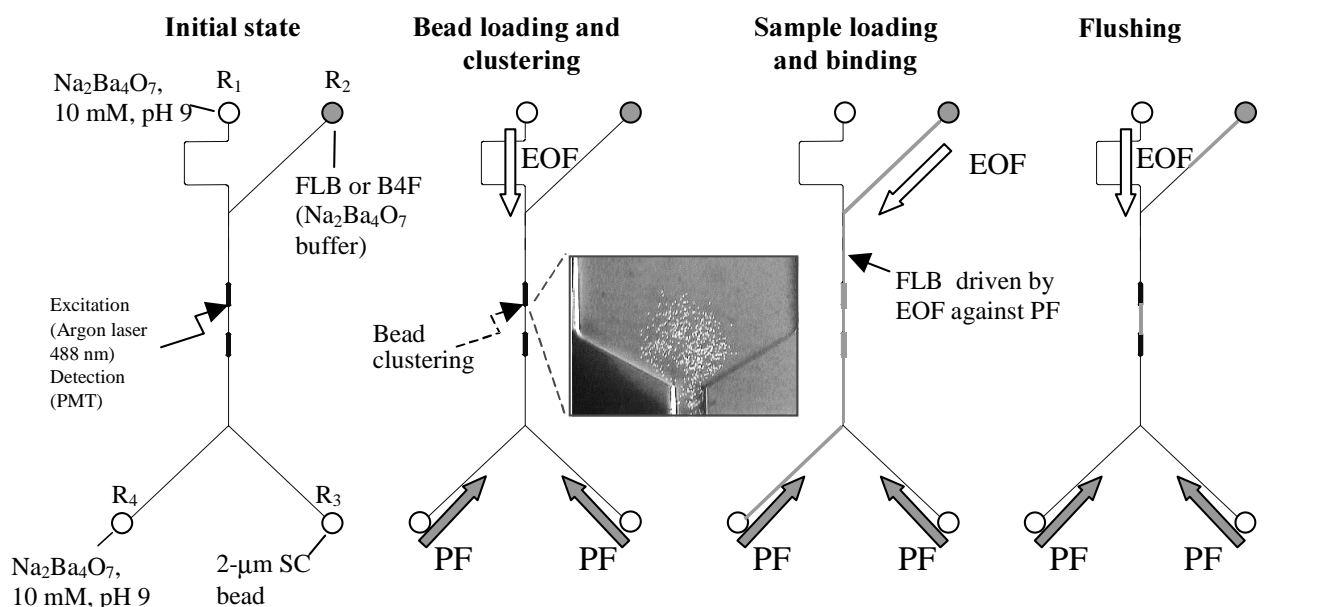 Initial state
Na₂Ba₄O₇,
10 mM, pH 9
R₁
R₂
FLB or B4F
(Na₂Ba₄O₇
buffer)
Excitation
(Argon laser
488 nm)
Detection
(PMT)
R₄
R₃
Na₂Ba₄O₇,
10 mM, pH 9
2-μm SC
bead
Bead loading and
clustering
EOF
Bead
clustering
PF
PF
Sample loading
and binding
EOF
FLB driven by
EOF against PF
PF
PF
Flushing
EOF
PF
PF